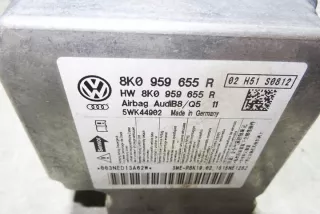 8K0 959 655 R
02 H51 S0812
HW 8K0 959 655 R
Airbag AudiB8/Q5 11
5WK44902 Made in Germany